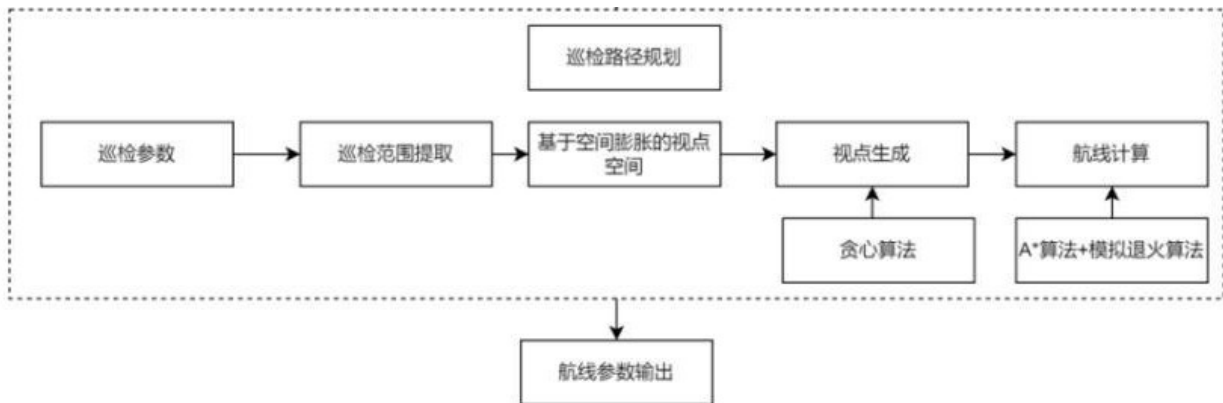 巡检路径规划
巡检参数
巡检范围提取
基于空间膨胀的视点
空间
视点生成
航线计算
贪心算法
A*算法+模拟退火算法
航线参数输出